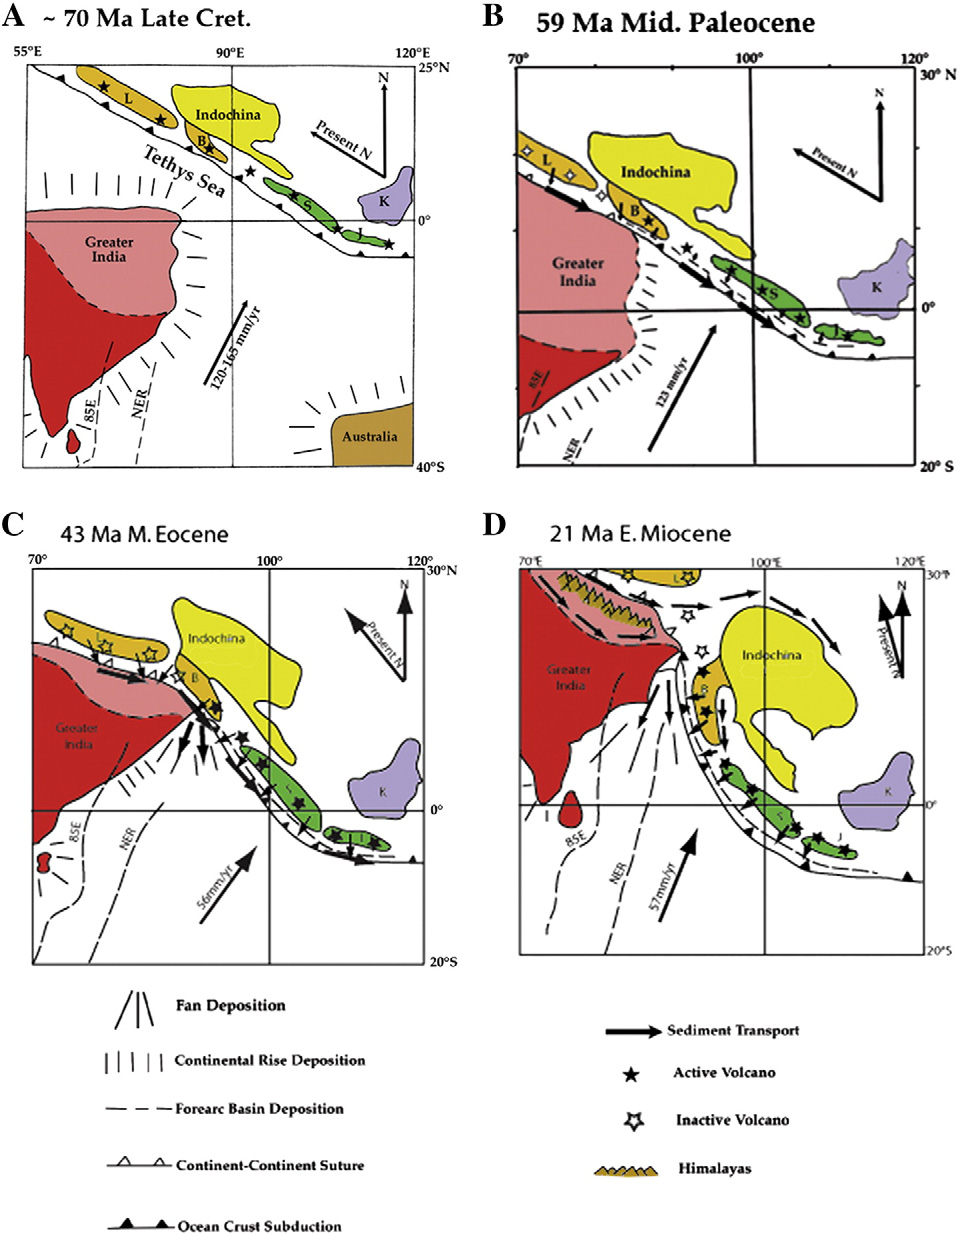 A ~ 70 Ma Late Cret.
55°E 90°E 120°E
25°N
N
L
Indochina
Present N
B
Tethys Sea
K
S
0°
J
Greater
India
120-165 mm/yr
85E
NER
Australia
40°S
B 59 Ma Mid. Paleocene
70° 100° 120°
30° N
N
L
Present N
Indochina
B
Greater
India
K
S
0°
J
85E
123 mm/yr
NER
20° S
C 43 Ma M. Eocene
70° 100° 120°
30°N
N
L
Indochina
Present N
B
Greater
India
K
S
0°
J
85E
NER
56mm/yr
20°S
D 21 Ma E. Miocene
70°E 100°E 120°E
30°N
L
N
Present N
Indochina
Greater
India
B
K
0°
S
J
85E
NER
57mm/yr
20°S
Fan Deposition
Continental Rise Deposition
Forearc Basin Deposition
Continent-Continent Suture
Ocean Crust Subduction
Sediment Transport
Active Volcano
Inactive Volcano
Himalayas